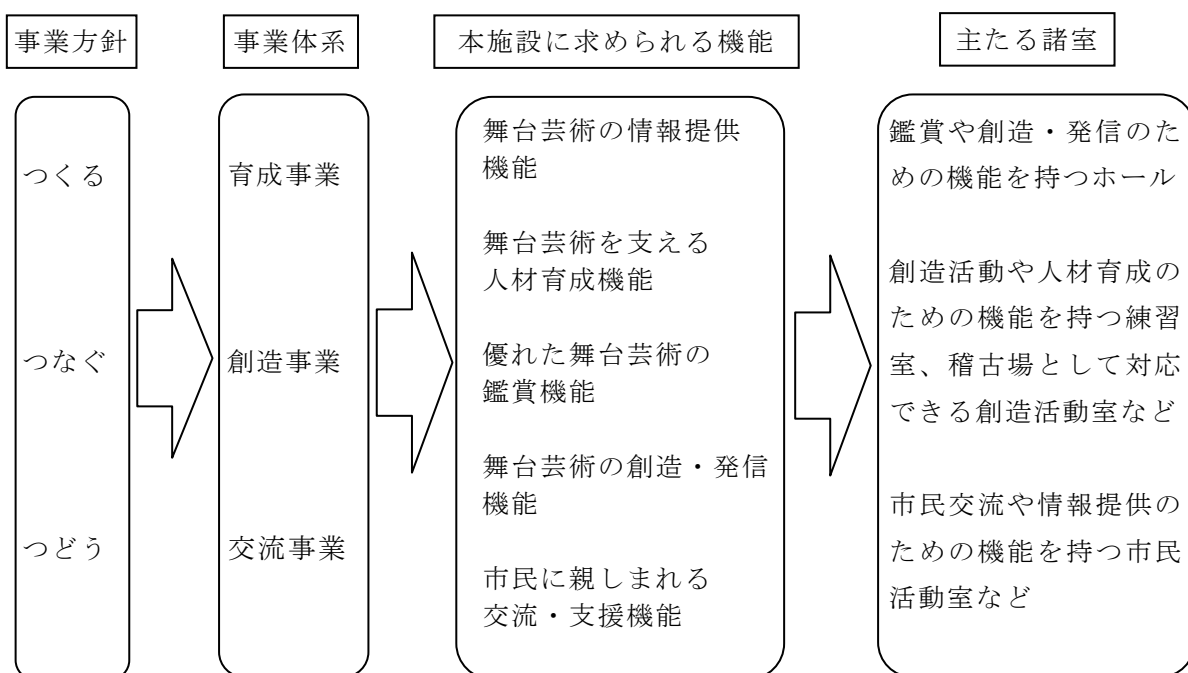 事業方針
事業体系
本施設に求められる機能
主たる諸室
つくる
つなぐ
つどう
育成事業
創造事業
交流事業
舞台芸術の情報提供
機能
舞台芸術を支える
人材育成機能
優れた舞台芸術の
鑑賞機能
舞台芸術の創造・発信
機能
市民に親しまれる
交流・支援機能
鑑賞や創造・発信のた
めの機能を持つホール
創造活動や人材育成の
ための機能を持つ練習
室、稽古場として対応
できる創造活動室など
市民交流や情報提供の
ための機能を持つ市民
活動室など